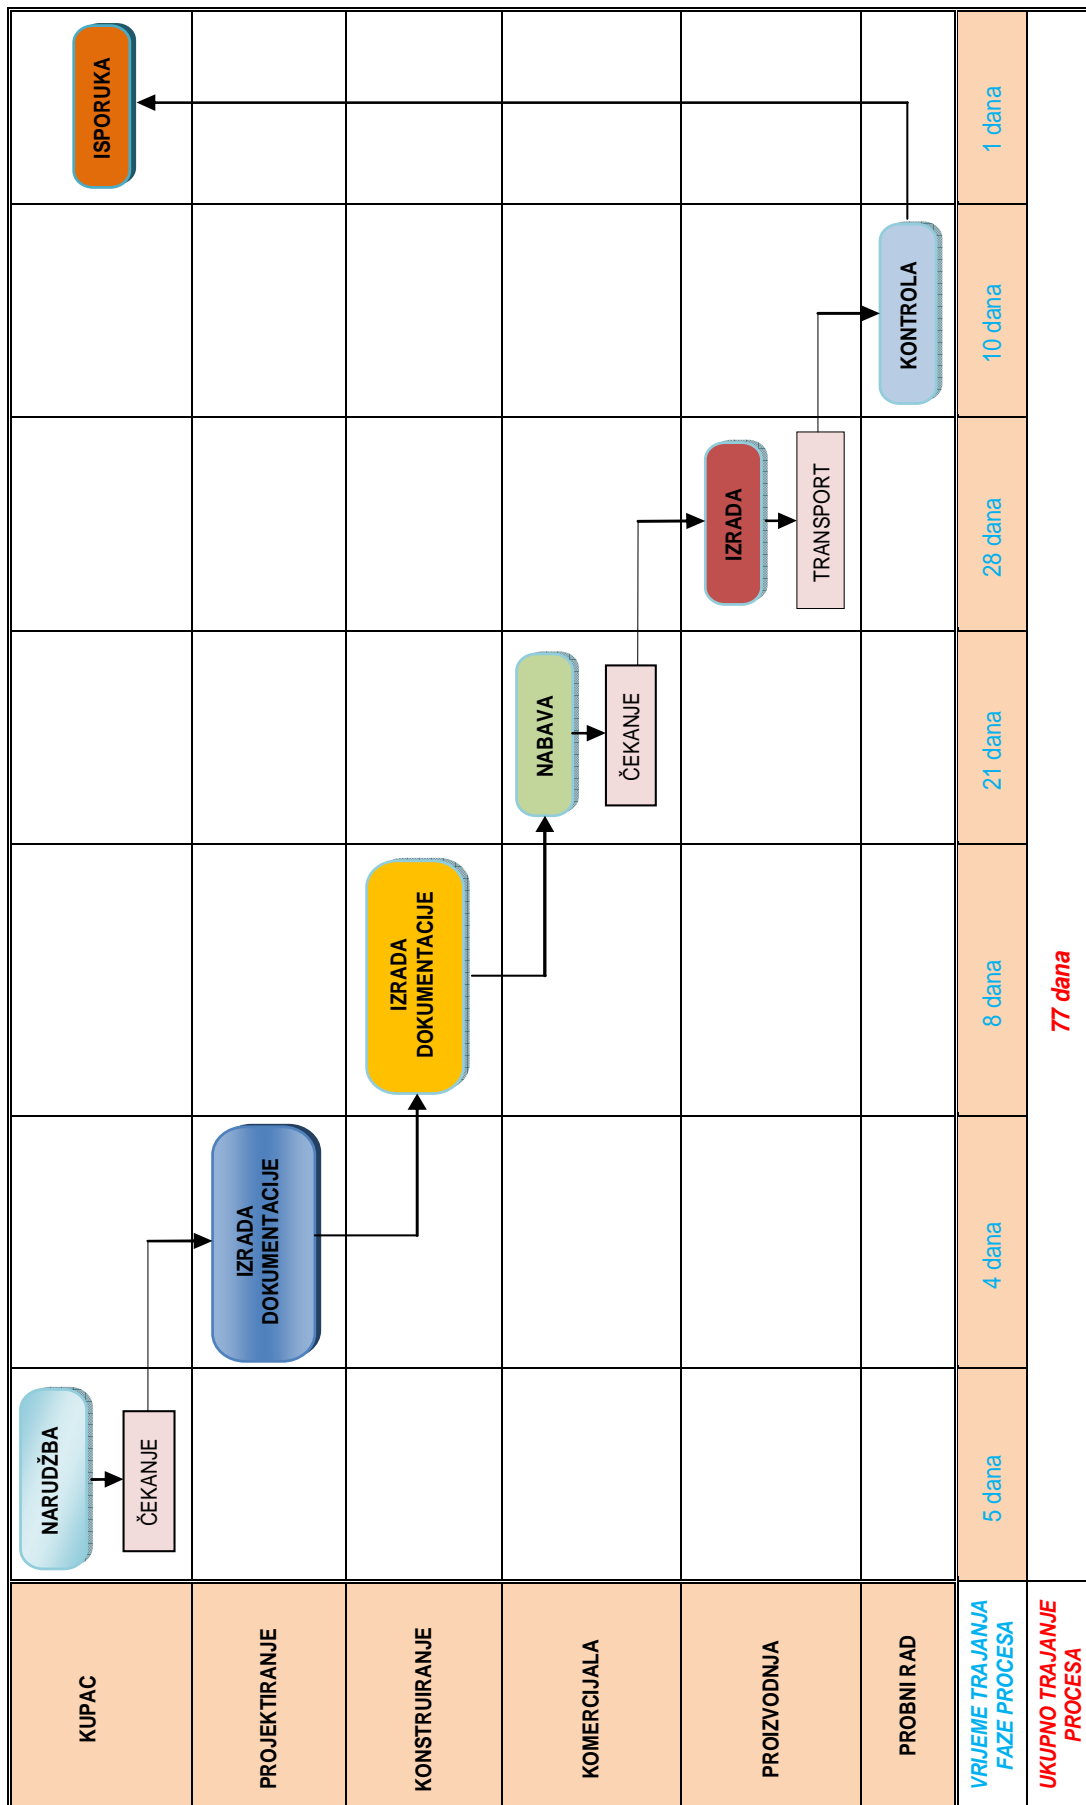 KUPAC
NARUDŽBA
ČEKANJE
ISPORUKA
PROJEKTIRANJE
IZRADA
DOKUMENTACIJE
KONSTRUIRANJE
IZRADA
DOKUMENTACIJE
KOMERCIJALA
NABAVA
ČEKANJE
PROIZVODNJA
IZRADA
TRANSPORT
PROBNI RAD
KONTROLA
VRIJEME TRAJANJA
FAZE PROCESA
5 dana
4 dana
8 dana
21 dana
28 dana
10 dana
1 dana
UKUPNO TRAJANJE
PROCESA
77 dana